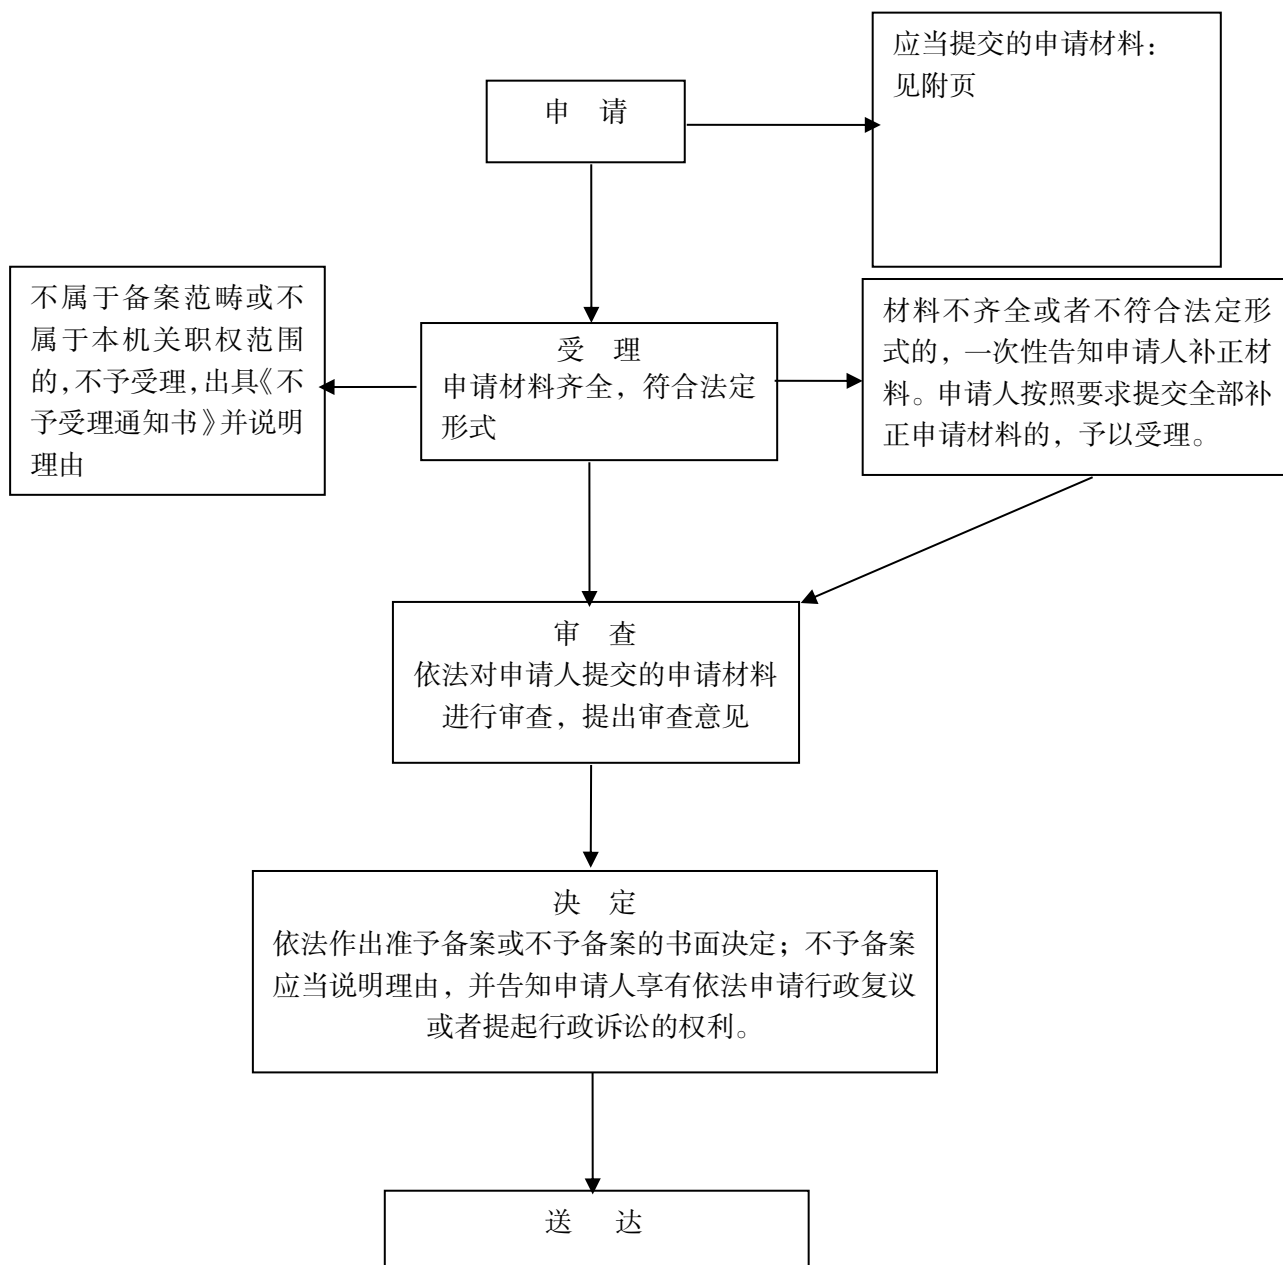 应当提交的申请材料：
见附页
申 请
不属于备案范畴或不
属于本机关职权范围
的，不予受理，出具《不
予受理通知书》并说明
理由
受 理
申请材料齐全，符合法定
形式
材料不齐全或者不符合法定形
式的，一次性告知申请人补正材
料。申请人按照要求提交全部补
正申请材料的，予以受理。
审 查
依法对申请人提交的申请材料
进行审查，提出审查意见
决 定
依法作出准予备案或不予备案的书面决定；不予备案
应当说明理由，并告知申请人享有依法申请行政复议
或者提起行政诉讼的权利。
送 达